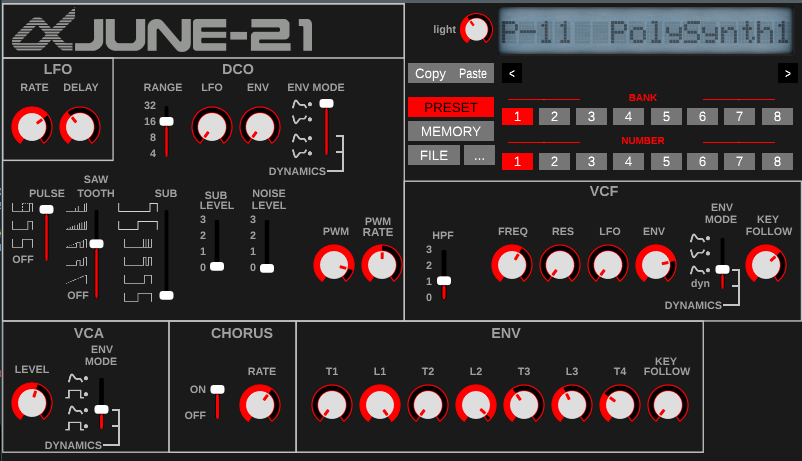 JUNE-21
light
P-11 PolySynth1
Copy Paste < >
PRESET
MEMORY
FILE ...
BANK
1 2 3 4 5 6 7 8
NUMBER
1 2 3 4 5 6 7 8
LFO
RATE DELAY
DCO
RANGE LFO ENV ENV MODE
32
16
8
4
DYNAMICS
PULSE SAW TOOTH SUB
OFF
OFF
SUB LEVEL
3
2
1
0
NOISE LEVEL
3
2
1
0
PWM PWM RATE
VCF
HPF
3
2
1
0
FREQ RES LFO ENV
ENV MODE
dyn
DYNAMICS
KEY FOLLOW
VCA
LEVEL
ENV MODE
DYNAMICS
CHORUS
ON
OFF
RATE
ENV
T1 L1 T2 L2 T3 L3 T4 KEY FOLLOW